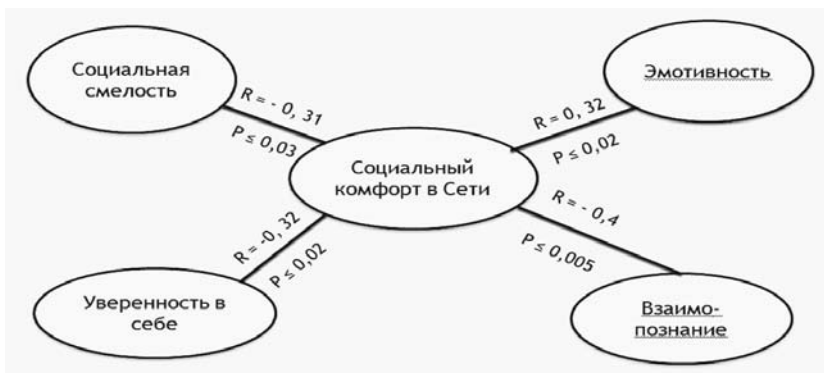 Социальная
смелость
Эмотивность
R = - 0, 31
P ≤ 0,03
R = 0, 32
P ≤ 0,02
Социальный
комфорт в Сети
R = -0, 32
P ≤ 0,02
R = - 0,4
P ≤ 0,005
Уверенность в
себе
Взаимо-
познание